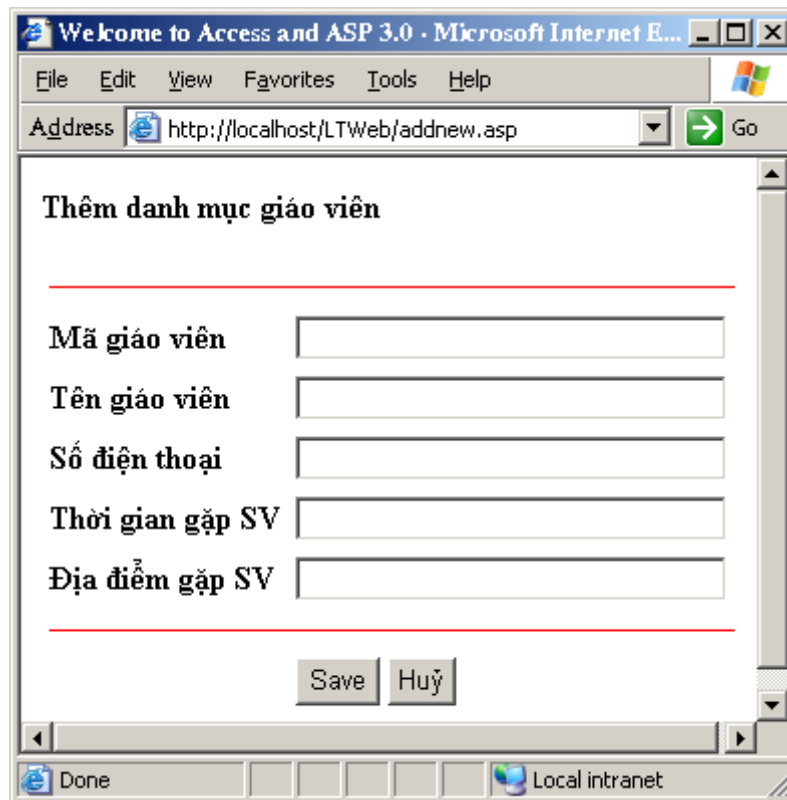 Welcome to Access and ASP 3.0 - Microsoft Internet E...
File Edit View Favorites Tools Help
Address http://localhost/LTWeb/addnew.asp Go
Thêm danh mục giáo viên
Mã giáo viên
Tên giáo viên
Số điện thoại
Thời gian gặp SV
Địa điểm gặp SV
Save Huỷ
Done Local intranet